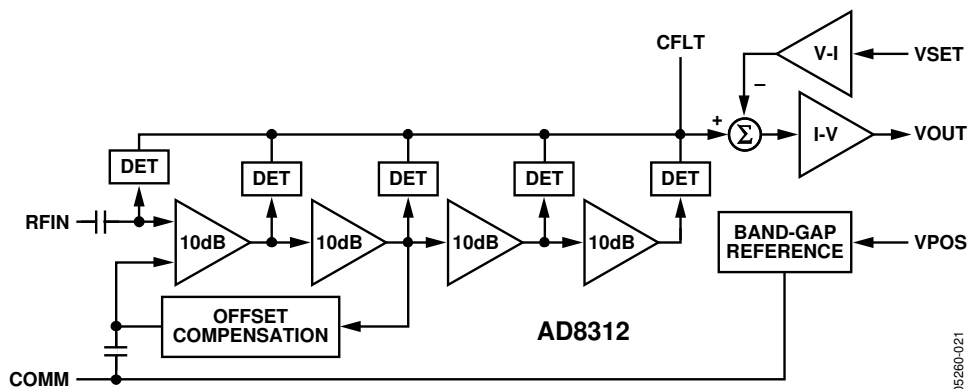 CFLT
V-I
VSET
–
+
Σ
I-V
VOUT
DET
DET
DET
DET
DET
RFIN
10dB
10dB
10dB
10dB
BAND-GAP
REFERENCE
VPOS
OFFSET
COMPENSATION
AD8312
COMM
05260-021